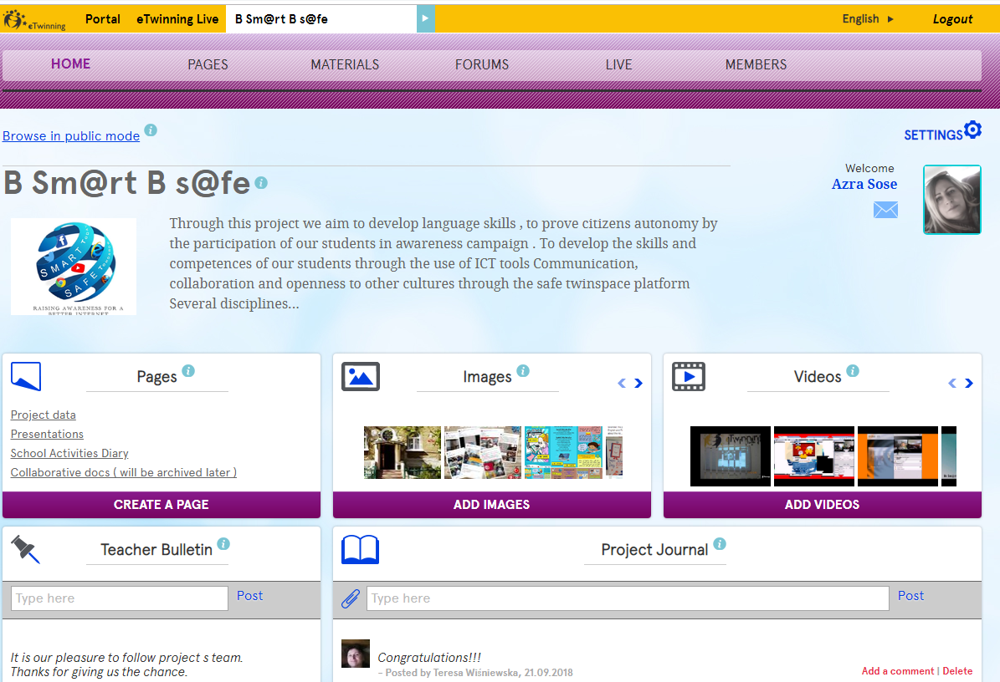 eTwinning Portal eTwinning Live B Sm@rt B s@fe English Logout
HOME PAGES MATERIALS FORUMS LIVE MEMBERS
Browse in public mode
SETTINGS
B Sm@rt B s@fe
Welcome
Azra Sose
SMART
SAFE
RAISING AWARENESS FOR A
BETTER INTERNET
Through this project we aim to develop language skills , to prove citizens autonomy by
the participation of our students in awareness campaign . To develop the skills and
competences of our students through the use of ICT tools Communication,
collaboration and openness to other cultures through the safe twinspace platform
Several disciplines...
Pages
Project data
Presentations
School Activities Diary
Collaborative docs ( will be archived later )
CREATE A PAGE
Images
ADD IMAGES
Videos
ADD VIDEOS
Teacher Bulletin
Type here Post
It is our pleasure to follow project s team.
Thanks for giving us the chance.
Project Journal
Type here Post
Congratulations!!!
– Posted by Teresa Wiśniewska, 21.09.2018
Add a comment | Delete